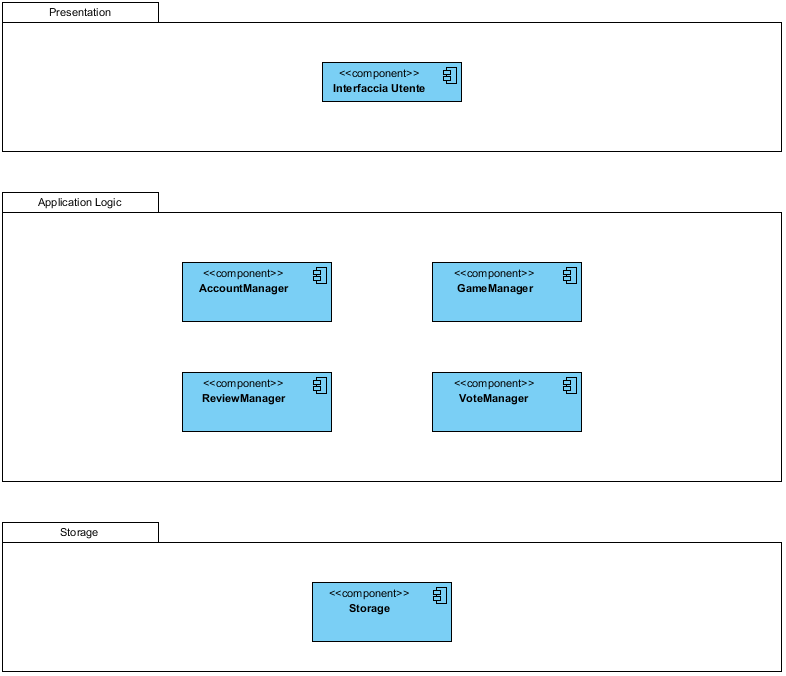 Presentation
<<component>>
Interfaccia Utente
Application Logic
<<component>>
AccountManager
<<component>>
GameManager
<<component>>
ReviewManager
<<component>>
VoteManager
Storage
<<component>>
Storage